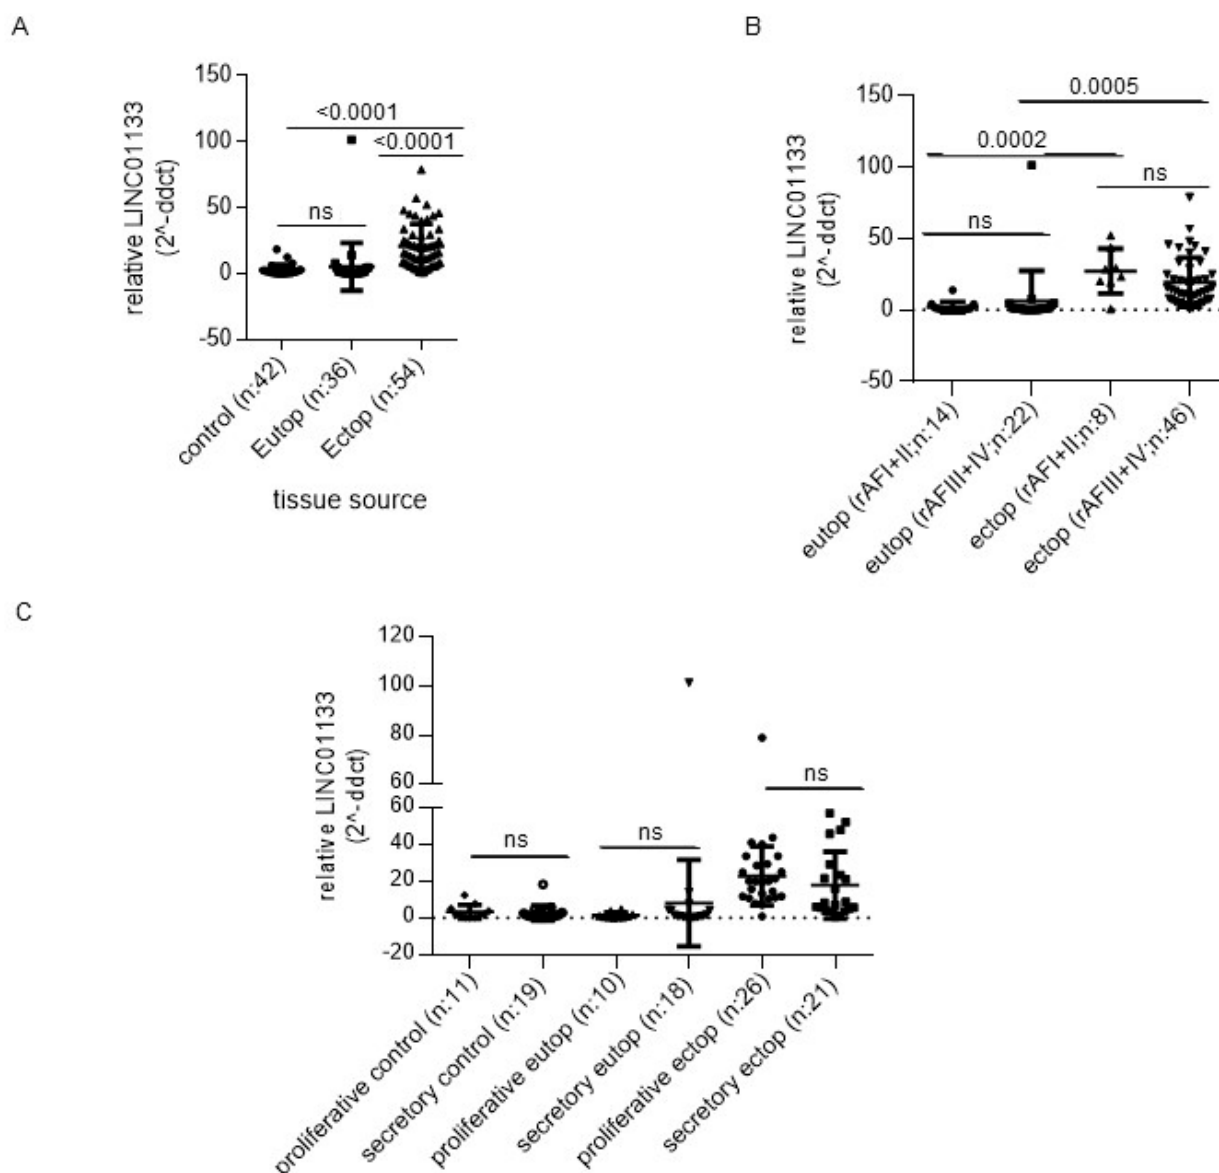 A
relative LINC01133
(2^-ddct)
150
100
50
0
-50
<0.0001
<0.0001
ns
control (n:42)
Eutop (n:36)
Ectop (n:54)
tissue source
B
relative LINC01133
(2^-ddct)
150
100
50
0
-50
0.0005
0.0002
ns
ns
eutop (rAFI+II;n:14)
eutop (rAFIII+IV;n:22)
ectop (rAFI+II;n:8)
ectop (rAFIII+IV;n:46)
C
relative LINC01133
(2^-ddct)
120
100
80
60
60
40
20
0
-20
ns
ns
ns
proliferative control (n:11)
secretory control (n:19)
proliferative eutop (n:10)
secretory eutop (n:18)
proliferative ectop (n:26)
secretory ectop (n:21)